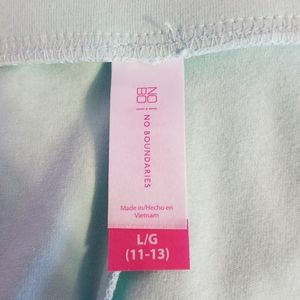 NO
BO
NO BOUNDARIES
Made in/Hecho en
Vietnam
L/G
(11-13)